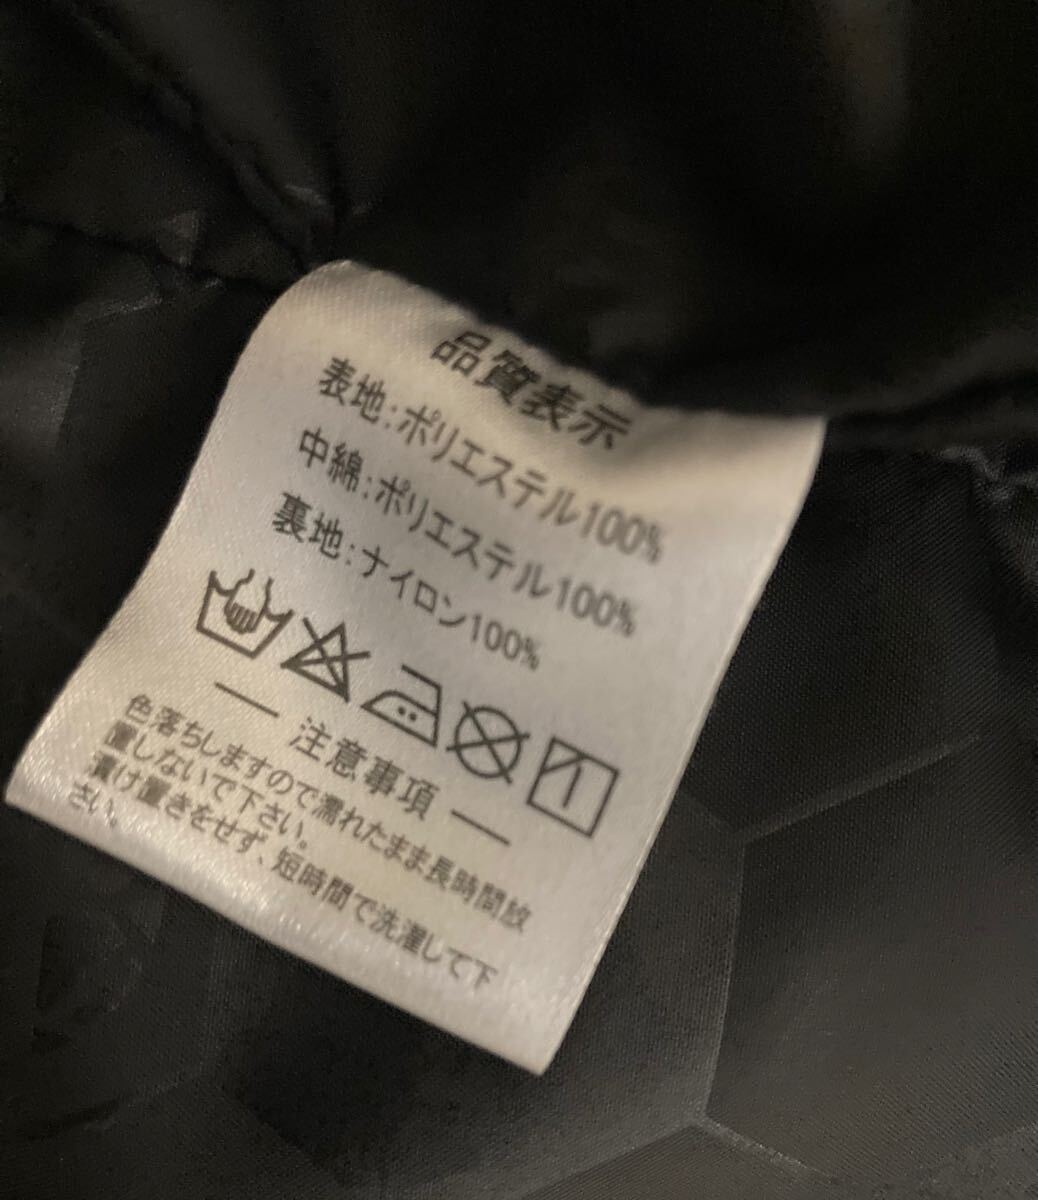 品質表示
表地:ポリエステル100%
中綿:ポリエステル100%
裏地:ナイロン100%
― 注意事項 ―
色落ちしますので濡れたまま長時間放
置しないで下さい。
漬け置きをせず、短時間で洗濯して下
さい。